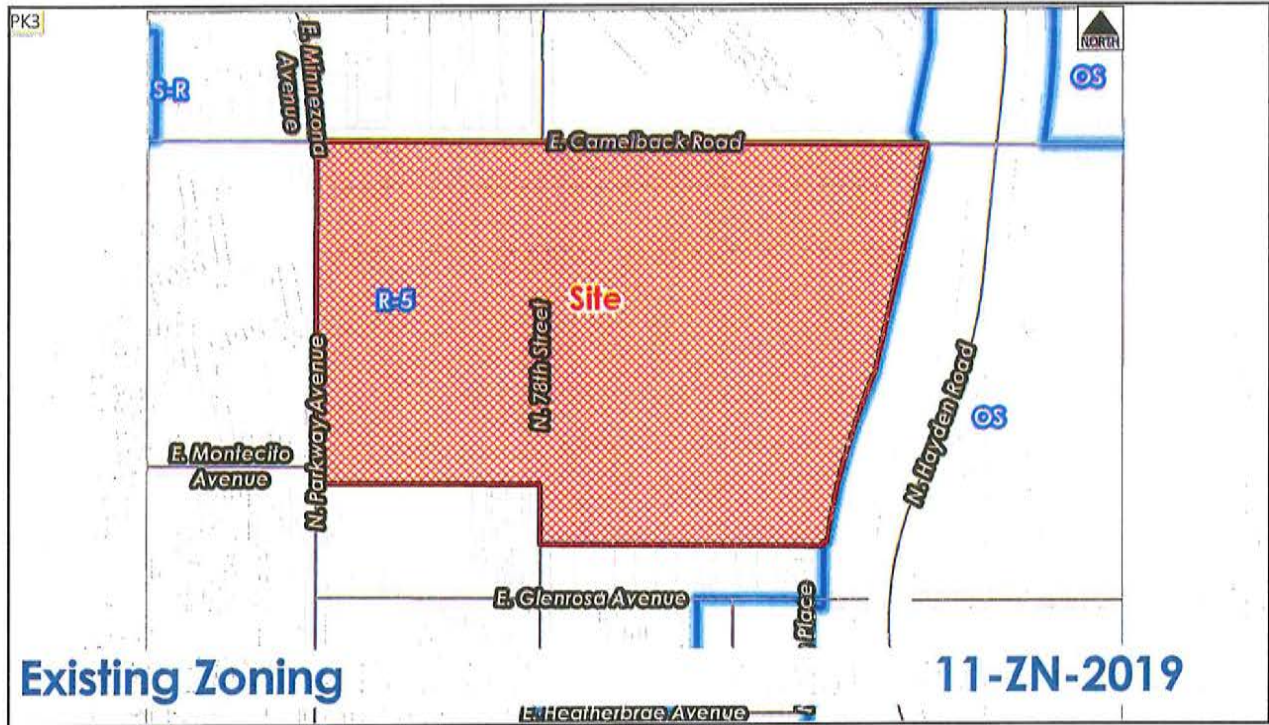 PK3
NORTH
E. Minnezona
Avenue
S-R
OS
E. Camelback Road
R-5
Site
N. 78th Street
N. Parkway Avenue
N. Hayden Road
OS
E. Montecito
Avenue
E. Glenrosa Avenue
Place
Existing Zoning
11-ZN-2019
E. Heatherbrae Avenue